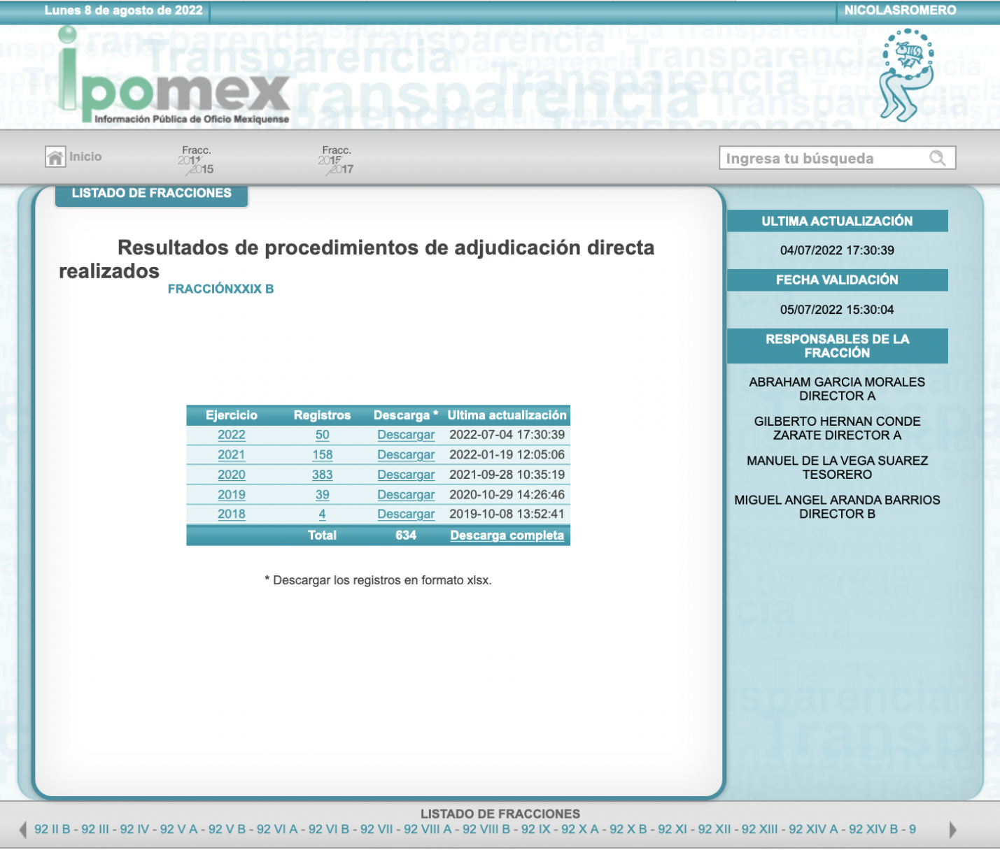 Lunes 8 de agosto de 2022
NICOLASROMERO
ipomex
Información Pública de Oficio Mexiquense
Transparencia
Inicio
Fracc.
2011/2015
Fracc.
2015/2017
Ingresa tu búsqueda
LISTADO DE FRACCIONES
Resultados de procedimientos de adjudicación directa
realizados
FRACCIÓNXXIX B
Ejercicio Registros Descarga * Ultima actualización
2022 50 Descargar 2022-07-04 17:30:39
2021 158 Descargar 2022-01-19 12:05:06
2020 383 Descargar 2021-09-28 10:35:19
2019 39 Descargar 2020-10-29 14:26:46
2018 4 Descargar 2019-10-08 13:52:41
Total 634 Descarga completa
* Descargar los registros en formato xlsx.
ULTIMA ACTUALIZACIÓN
04/07/2022 17:30:39
FECHA VALIDACIÓN
05/07/2022 15:30:04
RESPONSABLES DE LA
FRACCIÓN
ABRAHAM GARCIA MORALES
DIRECTOR A
GILBERTO HERNAN CONDE
ZARATE DIRECTOR A
MANUEL DE LA VEGA SUAREZ
TESORERO
MIGUEL ANGEL ARANDA BARRIOS
DIRECTOR B
LISTADO DE FRACCIONES
92 II B - 92 III - 92 IV - 92 V A - 92 V B - 92 VI A - 92 VI B - 92 VII - 92 VIII A - 92 VIII B - 92 IX - 92 X A - 92 X B - 92 XI - 92 XII - 92 XIII - 92 XIV A - 92 XIV B - 9